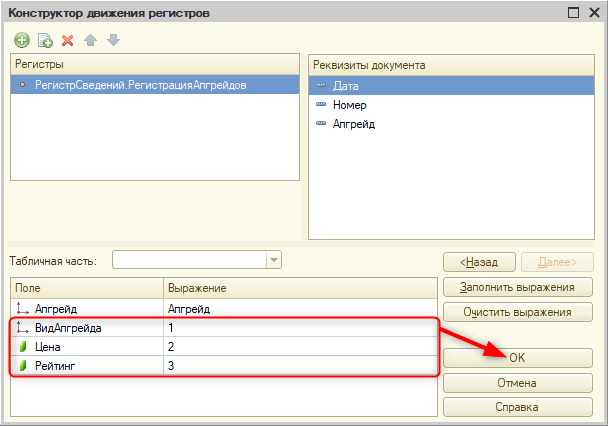 Конструктор движения регистров
Регистры
РегистрСведений.РегистрацияАпгрейдов
Реквизиты документа
Дата
Номер
Апгрейд
Табличная часть:
<Назад
Далее>
Поле Выражение
Апгрейд Апгрейд
ВидАпгрейда 1
Цена 2
Рейтинг 3
Заполнить выражения
Очистить выражения
OK
Отмена
Справка